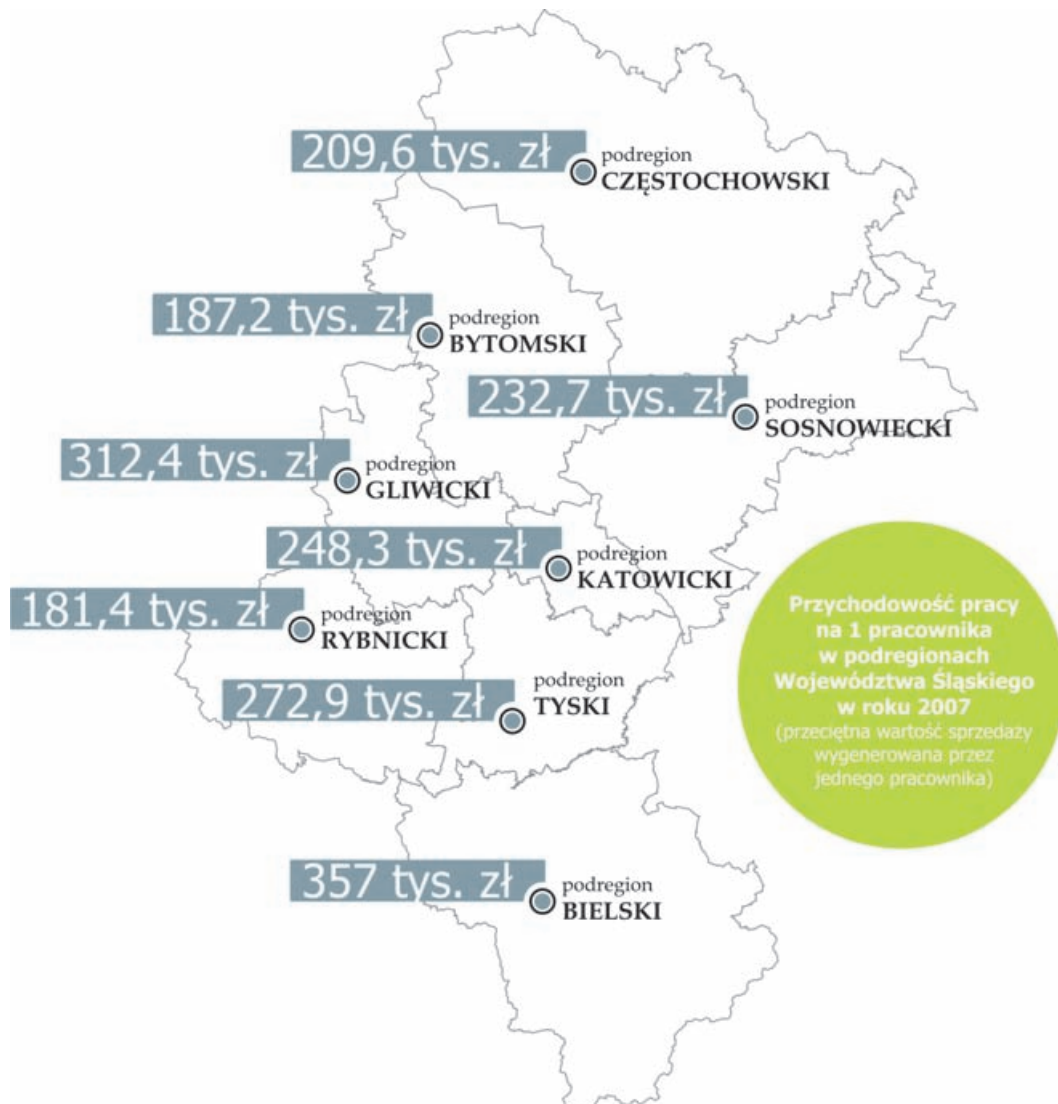 209,6 tys. zł
podregion
CZĘSTOCHOWSKI
187,2 tys. zł
podregion
BYTOMSKI
232,7 tys. zł
podregion
SOSNOWIECKI
312,4 tys. zł
podregion
GLIWICKI
248,3 tys. zł
podregion
KATOWICKI
181,4 tys. zł
podregion
RYBNICKI
272,9 tys. zł
podregion
TYSKI
357 tys. zł
podregion
BIELSKI
Przychodowość pracy
na 1 pracownika
w podregionach
Województwa Śląskiego
w roku 2007
(przeciętna wartość sprzedaży
wygenerowana przez
jednego pracownika)